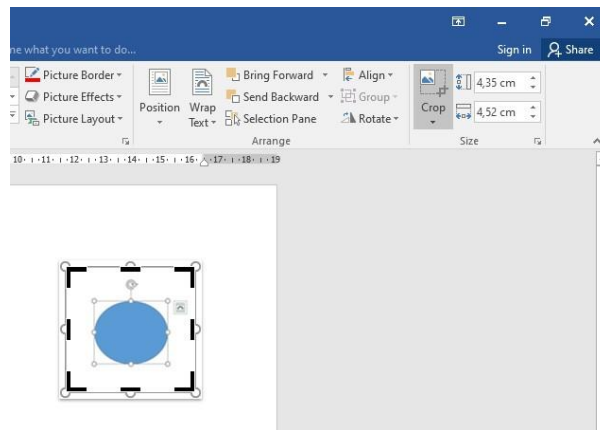 ne what you want to do...
Sign in
Share
Picture Border
Picture Effects
Picture Layout
Position
Wrap
Text
Bring Forward
Send Backward
Selection Pane
Align
Group
Rotate
Arrange
Crop
4,35 cm
4,52 cm
Size
10 11 12 13 14 15 16 17 18 19